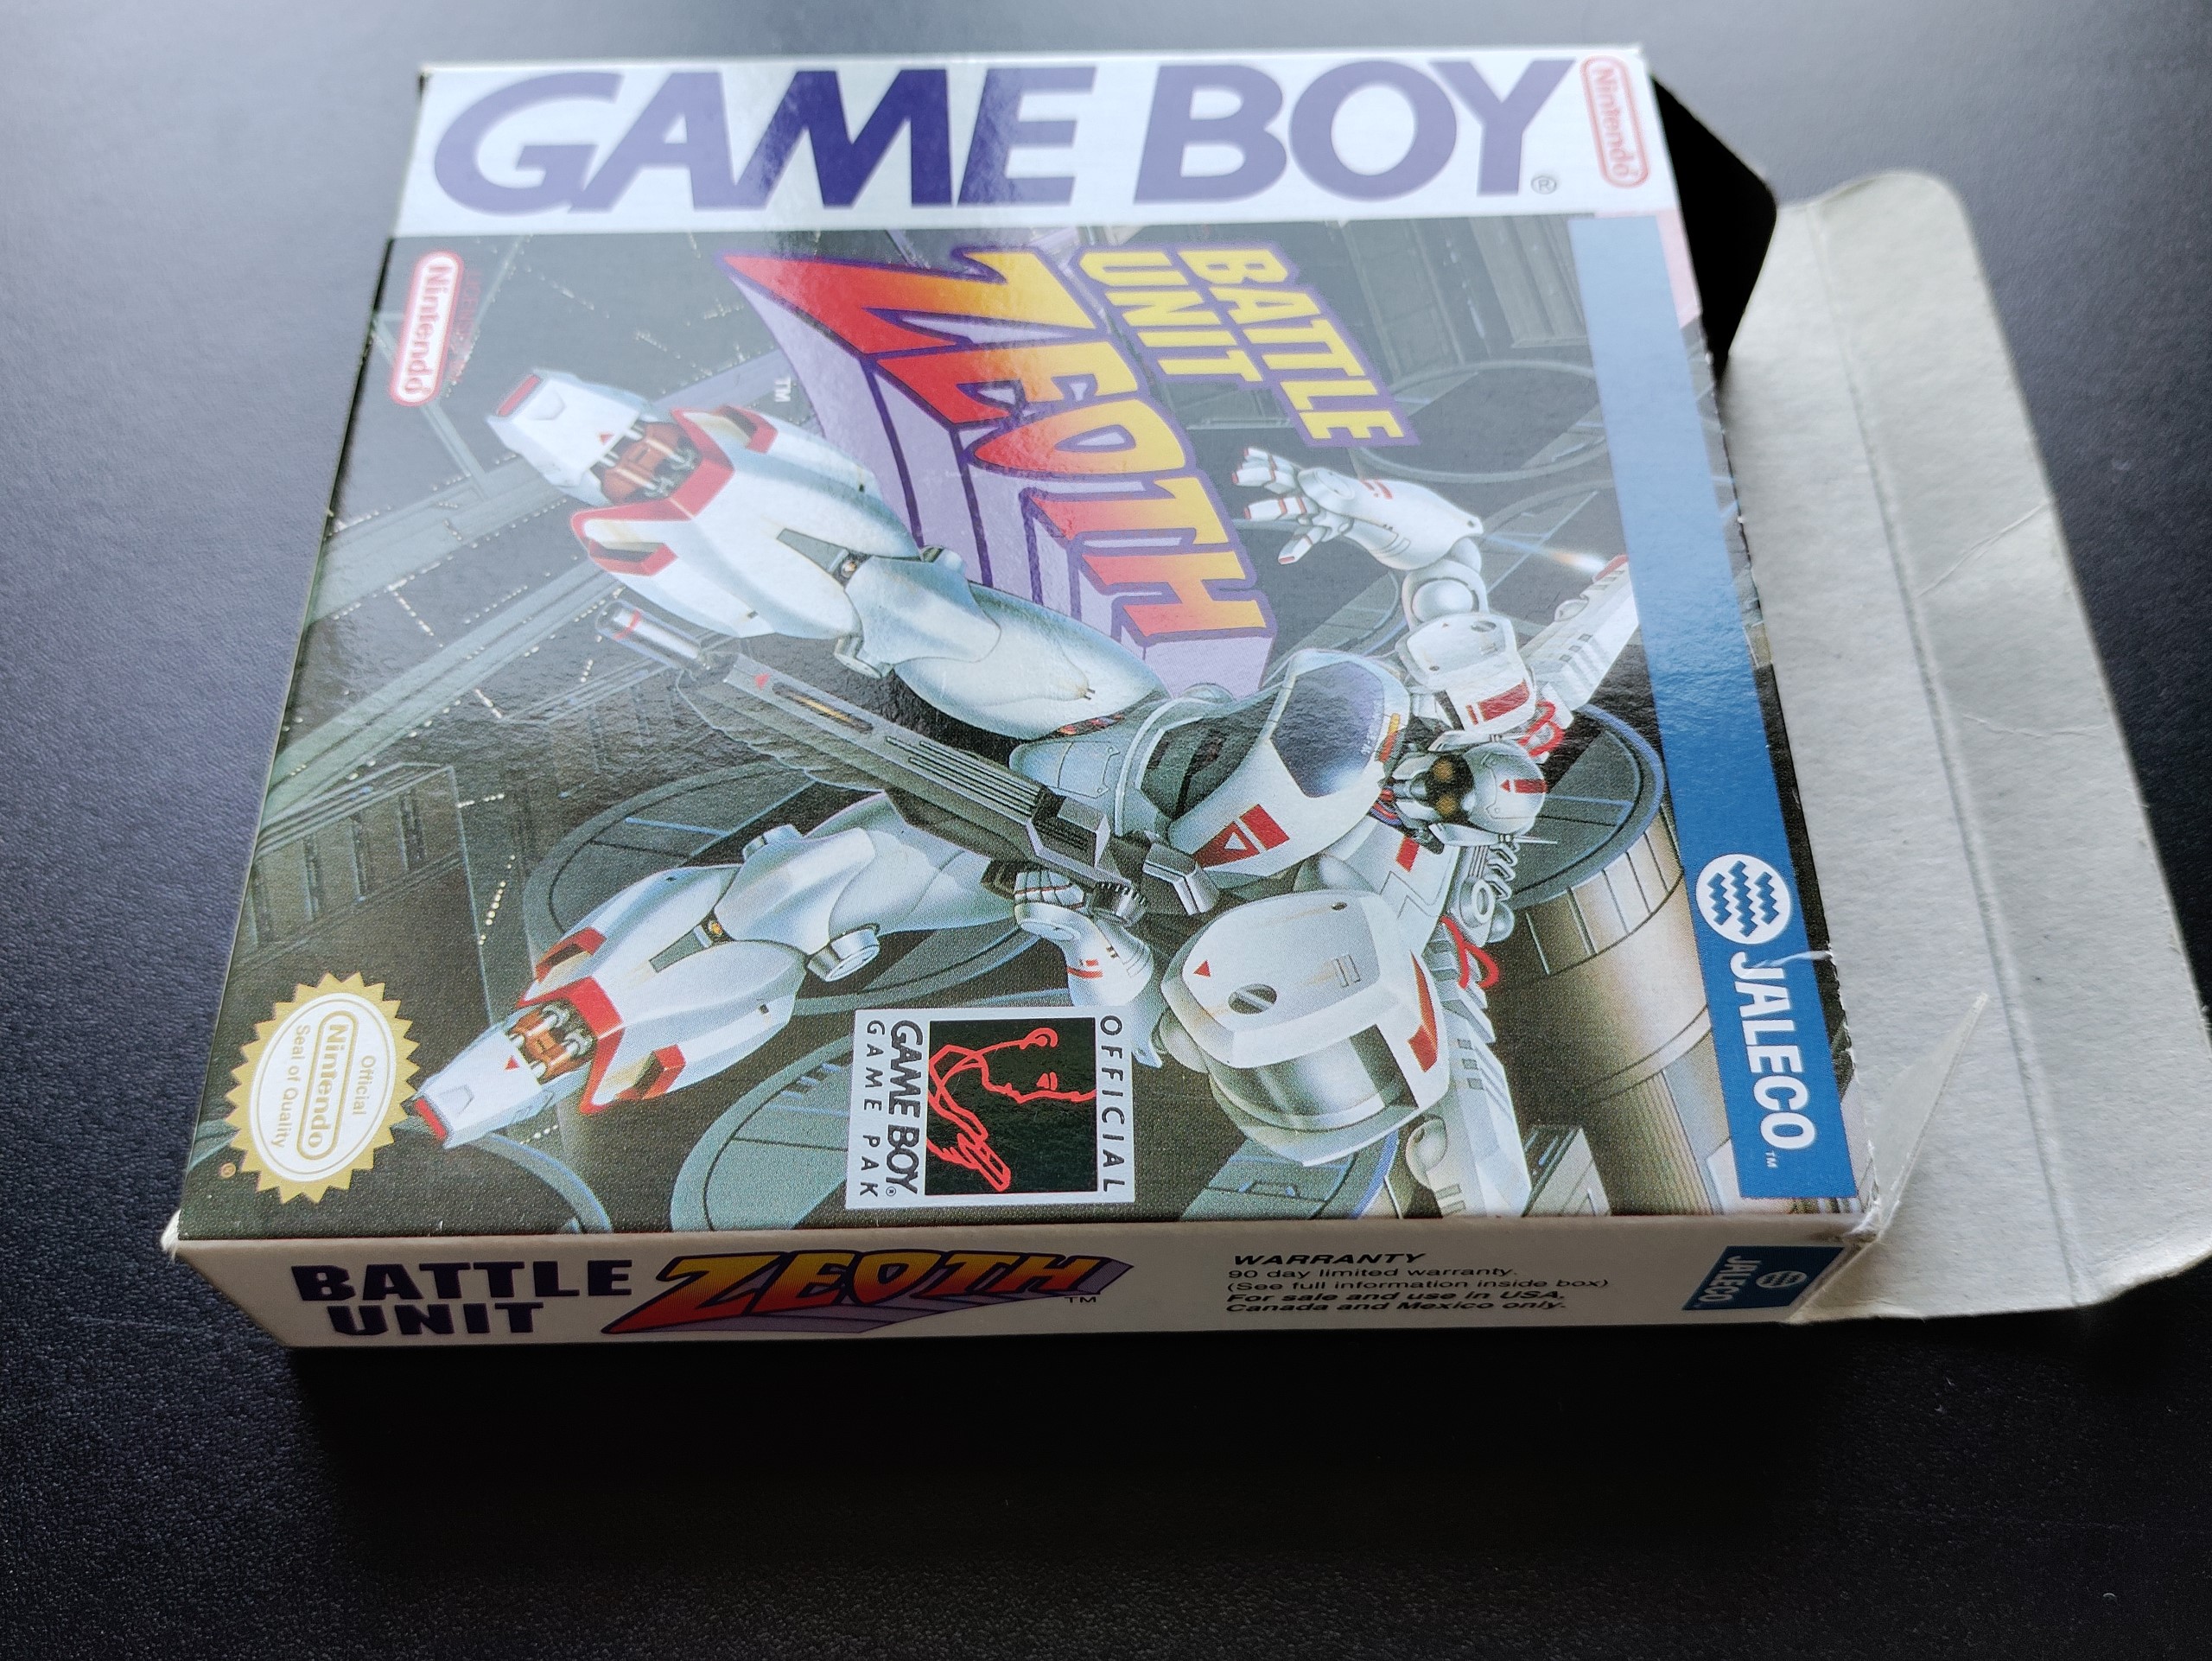 GAME BOY®
Nintendo®
JALECO™
BATTLE
UNIT
ZEOTH
™
Nintendo®
OFFICIAL
GAME BOY®
GAME PAK
Official
Nintendo
Seal of Quality
®
BATTLE
UNIT
ZEOTH™
WARRANTY
90 day limited warranty.
(See full information inside box)
For sale and use in USA,
Canada and Mexico only.
JALECO